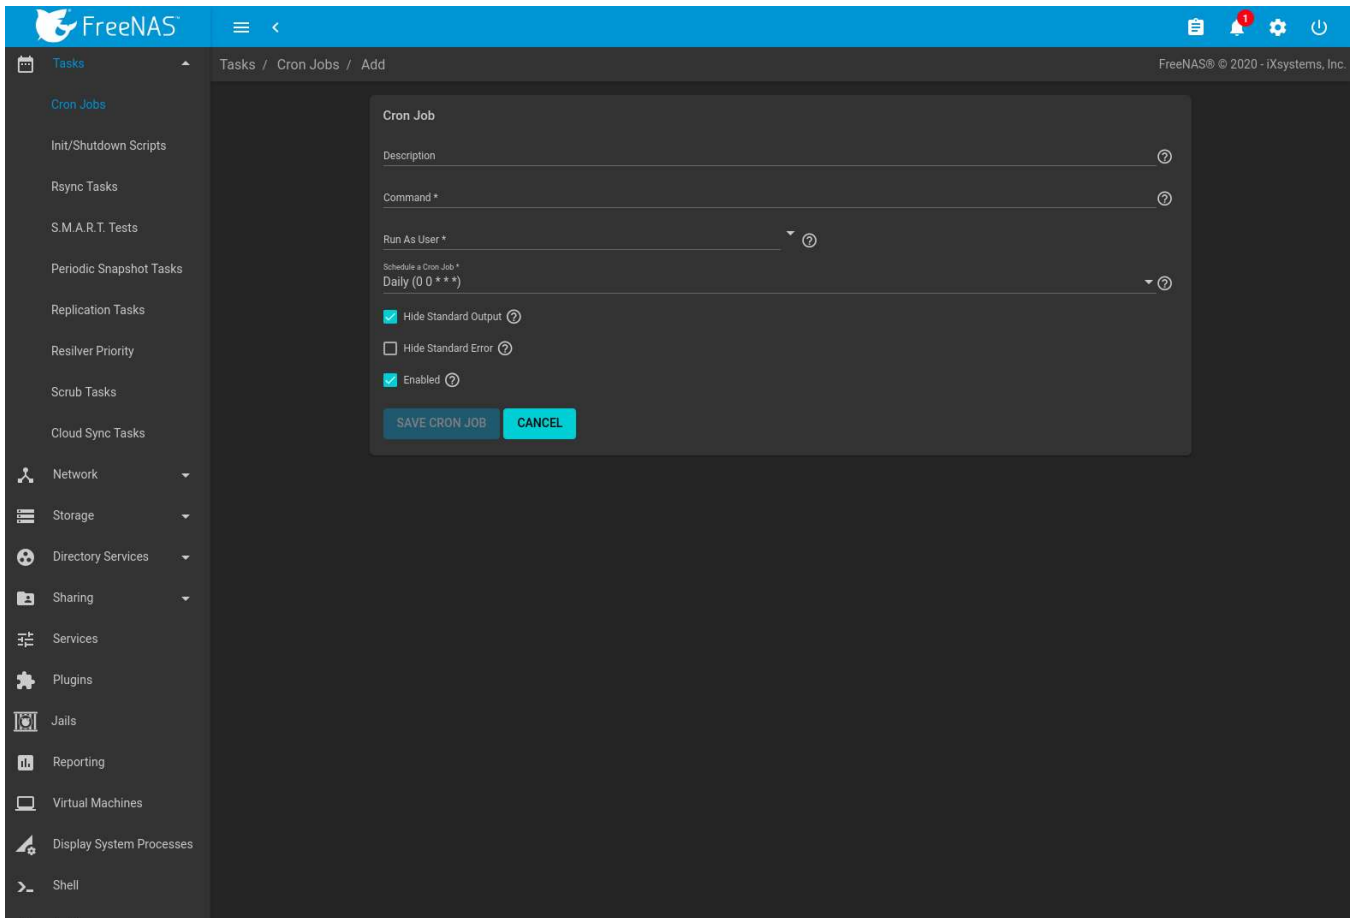 FreeNAS™
1
Tasks
Tasks / Cron Jobs / Add
FreeNAS® © 2020 - iXsystems, Inc.
Cron Jobs
Init/Shutdown Scripts
Rsync Tasks
S.M.A.R.T. Tests
Periodic Snapshot Tasks
Replication Tasks
Resilver Priority
Scrub Tasks
Cloud Sync Tasks
Network
Storage
Directory Services
Sharing
Services
Plugins
Jails
Reporting
Virtual Machines
Display System Processes
Shell
Cron Job
Description
Command *
Run As User *
Schedule a Cron Job *
Daily (0 0 * * *)
Hide Standard Output
Hide Standard Error
Enabled
SAVE CRON JOB
CANCEL